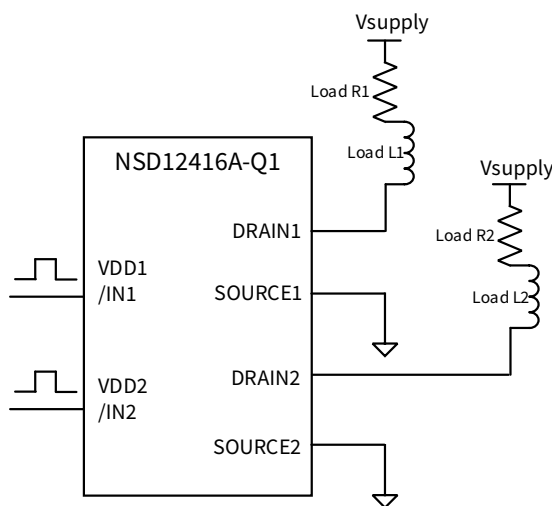 Vsupply
Load R1
Load L1
NSD12416A-Q1
Vsupply
DRAIN1
Load R2
VDD1
/IN1
SOURCE1
Load L2
DRAIN2
VDD2
/IN2
SOURCE2